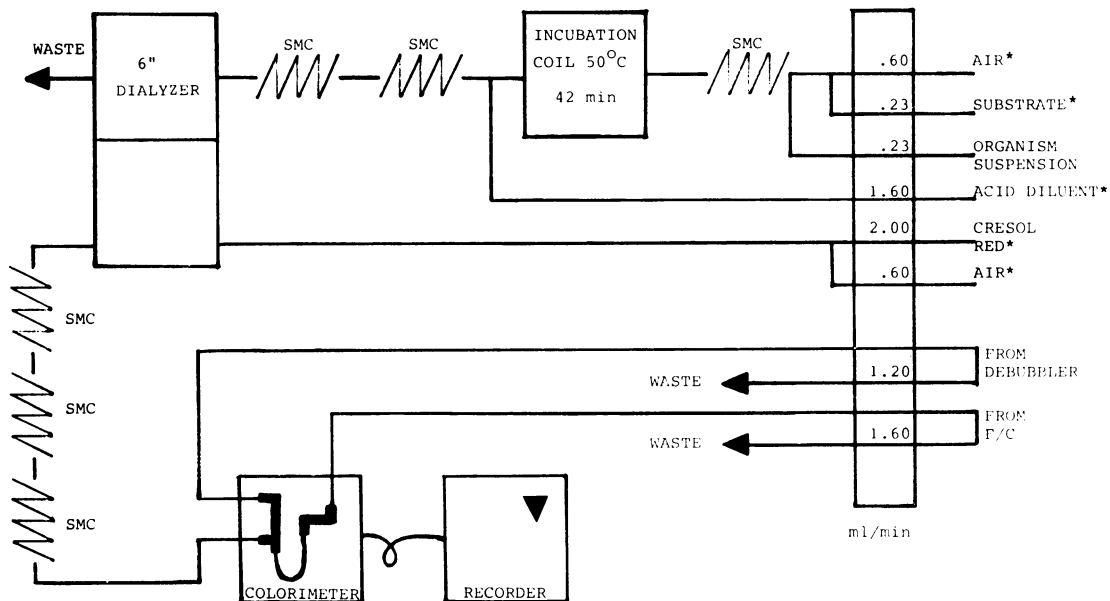 WASTE
6"
DIALYZER
SMC
SMC
INCUBATION
COIL 50°C
42 min
SMC
.60
AIR*
.23
SUBSTRATE*
.23
ORGANISM
SUSPENSION
1.60
ACID DILUENT*
2.00
CRESOL
RED*
.60
AIR*
SMC
SMC
SMC
WASTE
1.20
FROM
DEBUBBLER
WASTE
1.60
FROM
F/C
ml/min
COLORIMETER
RECORDER